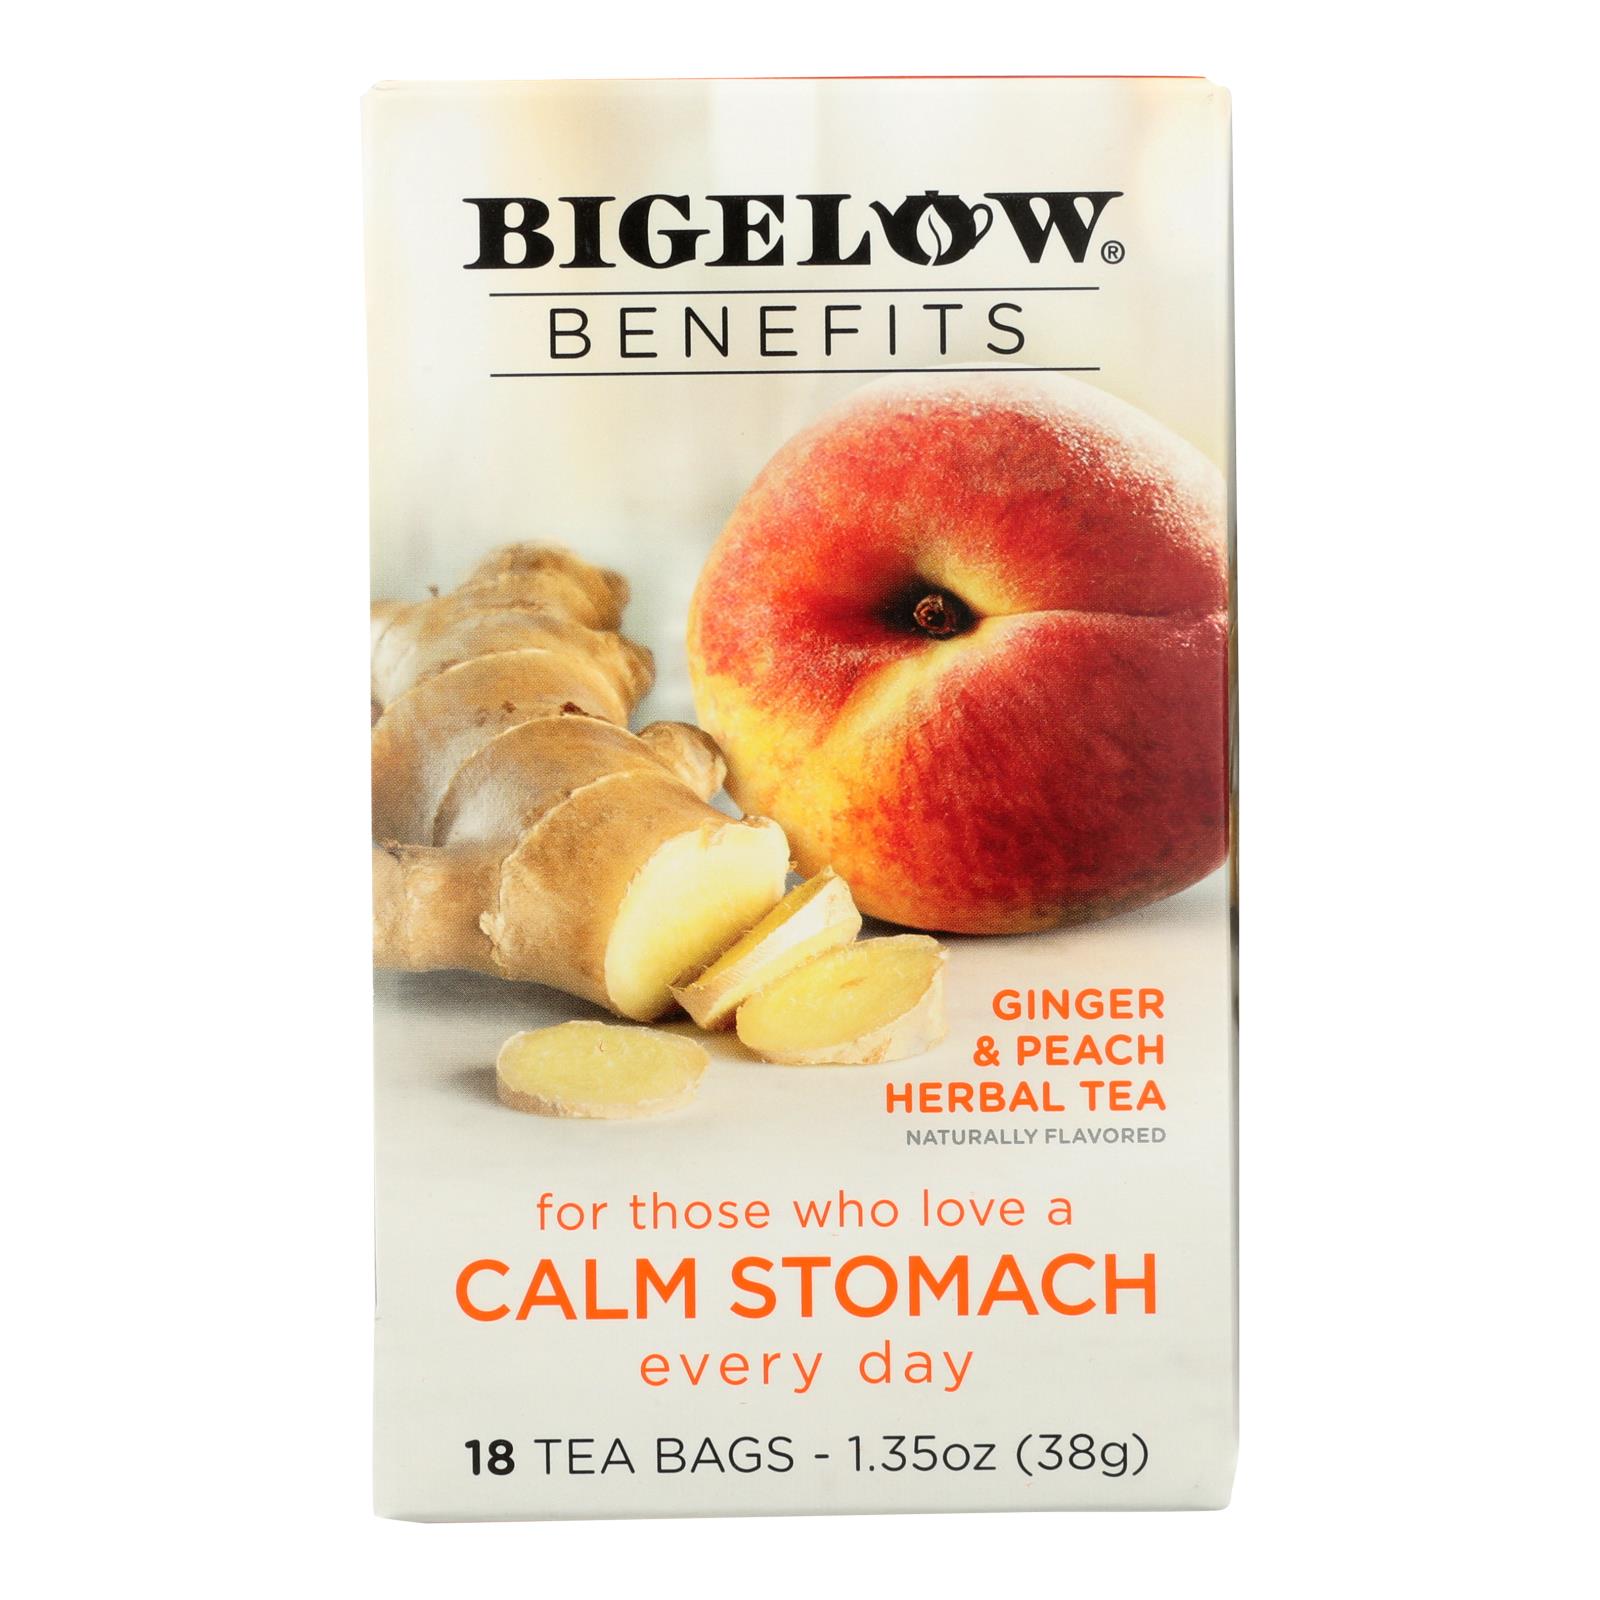 BIGELOW®
BENEFITS
GINGER
& PEACH
HERBAL TEA
NATURALLY FLAVORED
for those who love a
CALM STOMACH
every day
18 TEA BAGS - 1.35oz (38g)